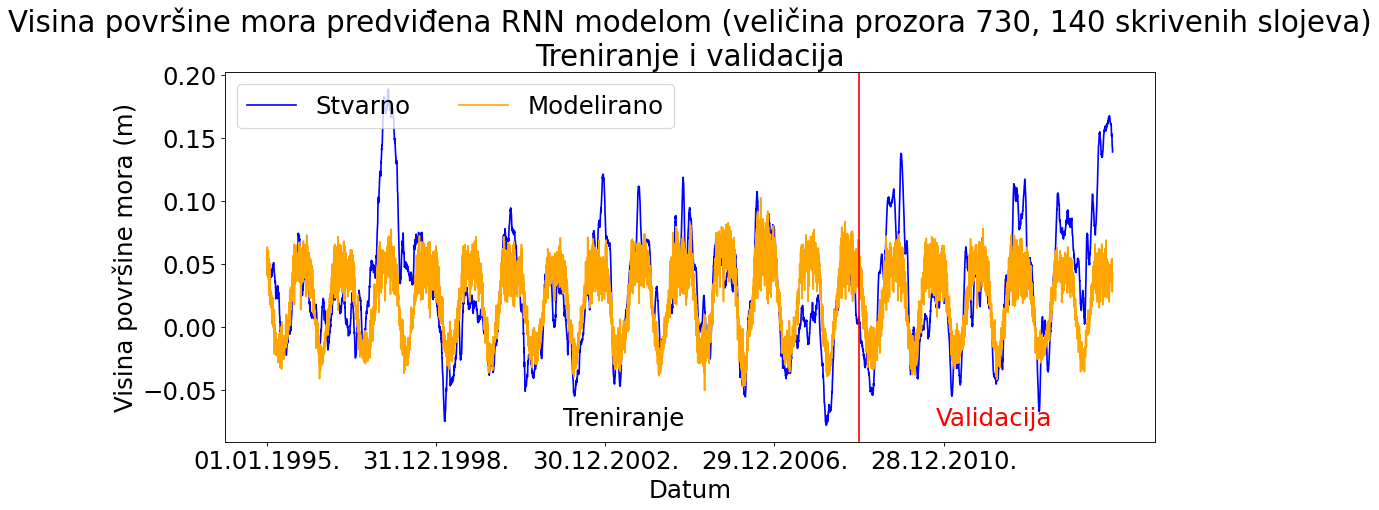 Visina površine mora predviđena RNN modelom (veličina prozora 730, 140 skrivenih slojeva)
Treniranje i validacija
Stvarno
Modelirano
Visina površine mora (m)
0.20
0.15
0.10
0.05
0.00
−0.05
Treniranje
Validacija
01.01.1995.
31.12.1998.
30.12.2002.
29.12.2006.
28.12.2010.
Datum